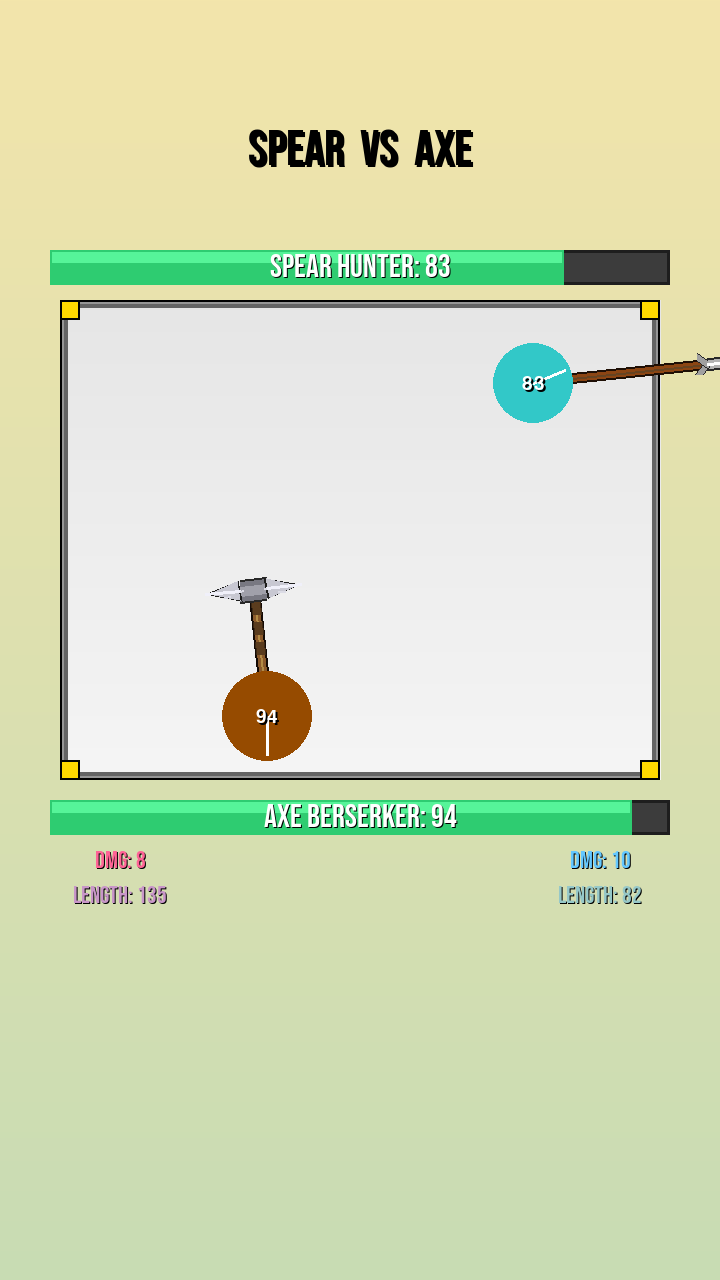 SPEAR VS AXE
SPEAR HUNTER: 83
83
94
AXE BERSERKER: 94
DMG: 8
DMG: 10
LENGTH: 135
LENGTH: 82